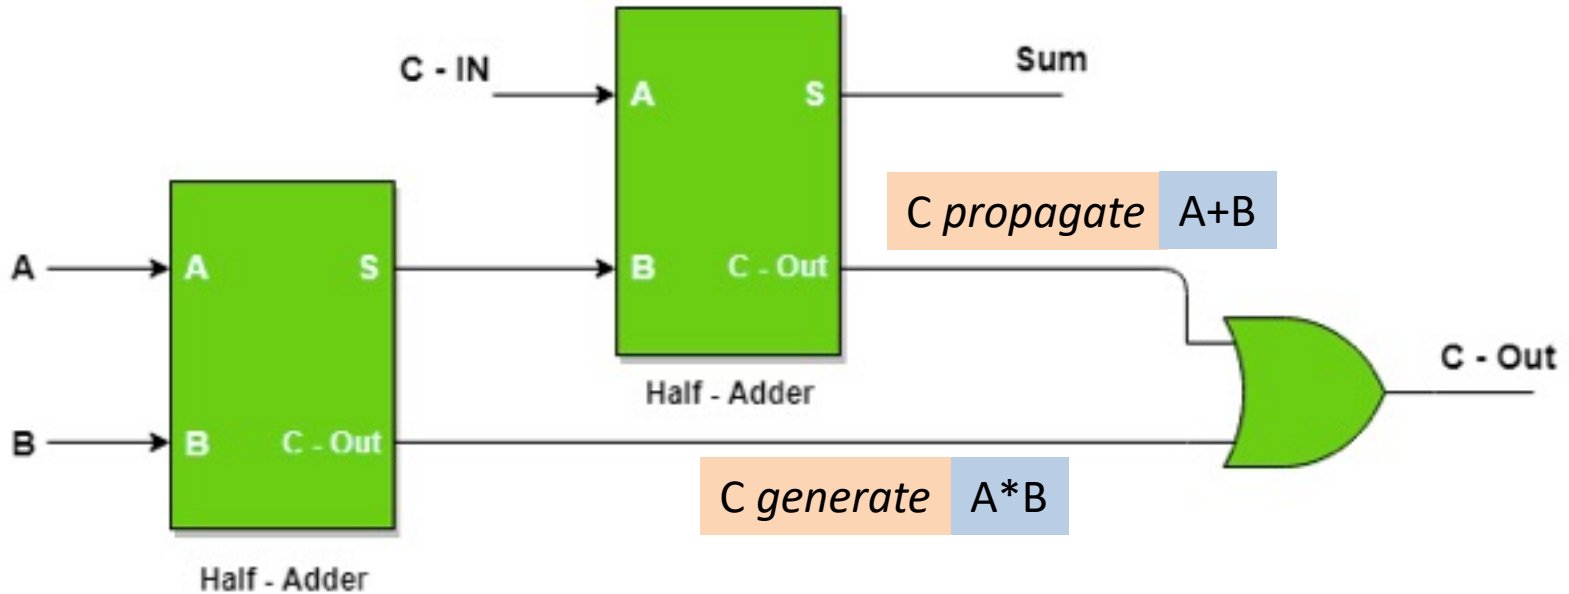 C - IN
Sum
A
S
C propagate A+B
A
A
S
B
C - Out
C - Out
Half - Adder
B
B
C - Out
C generate A*B
Half - Adder